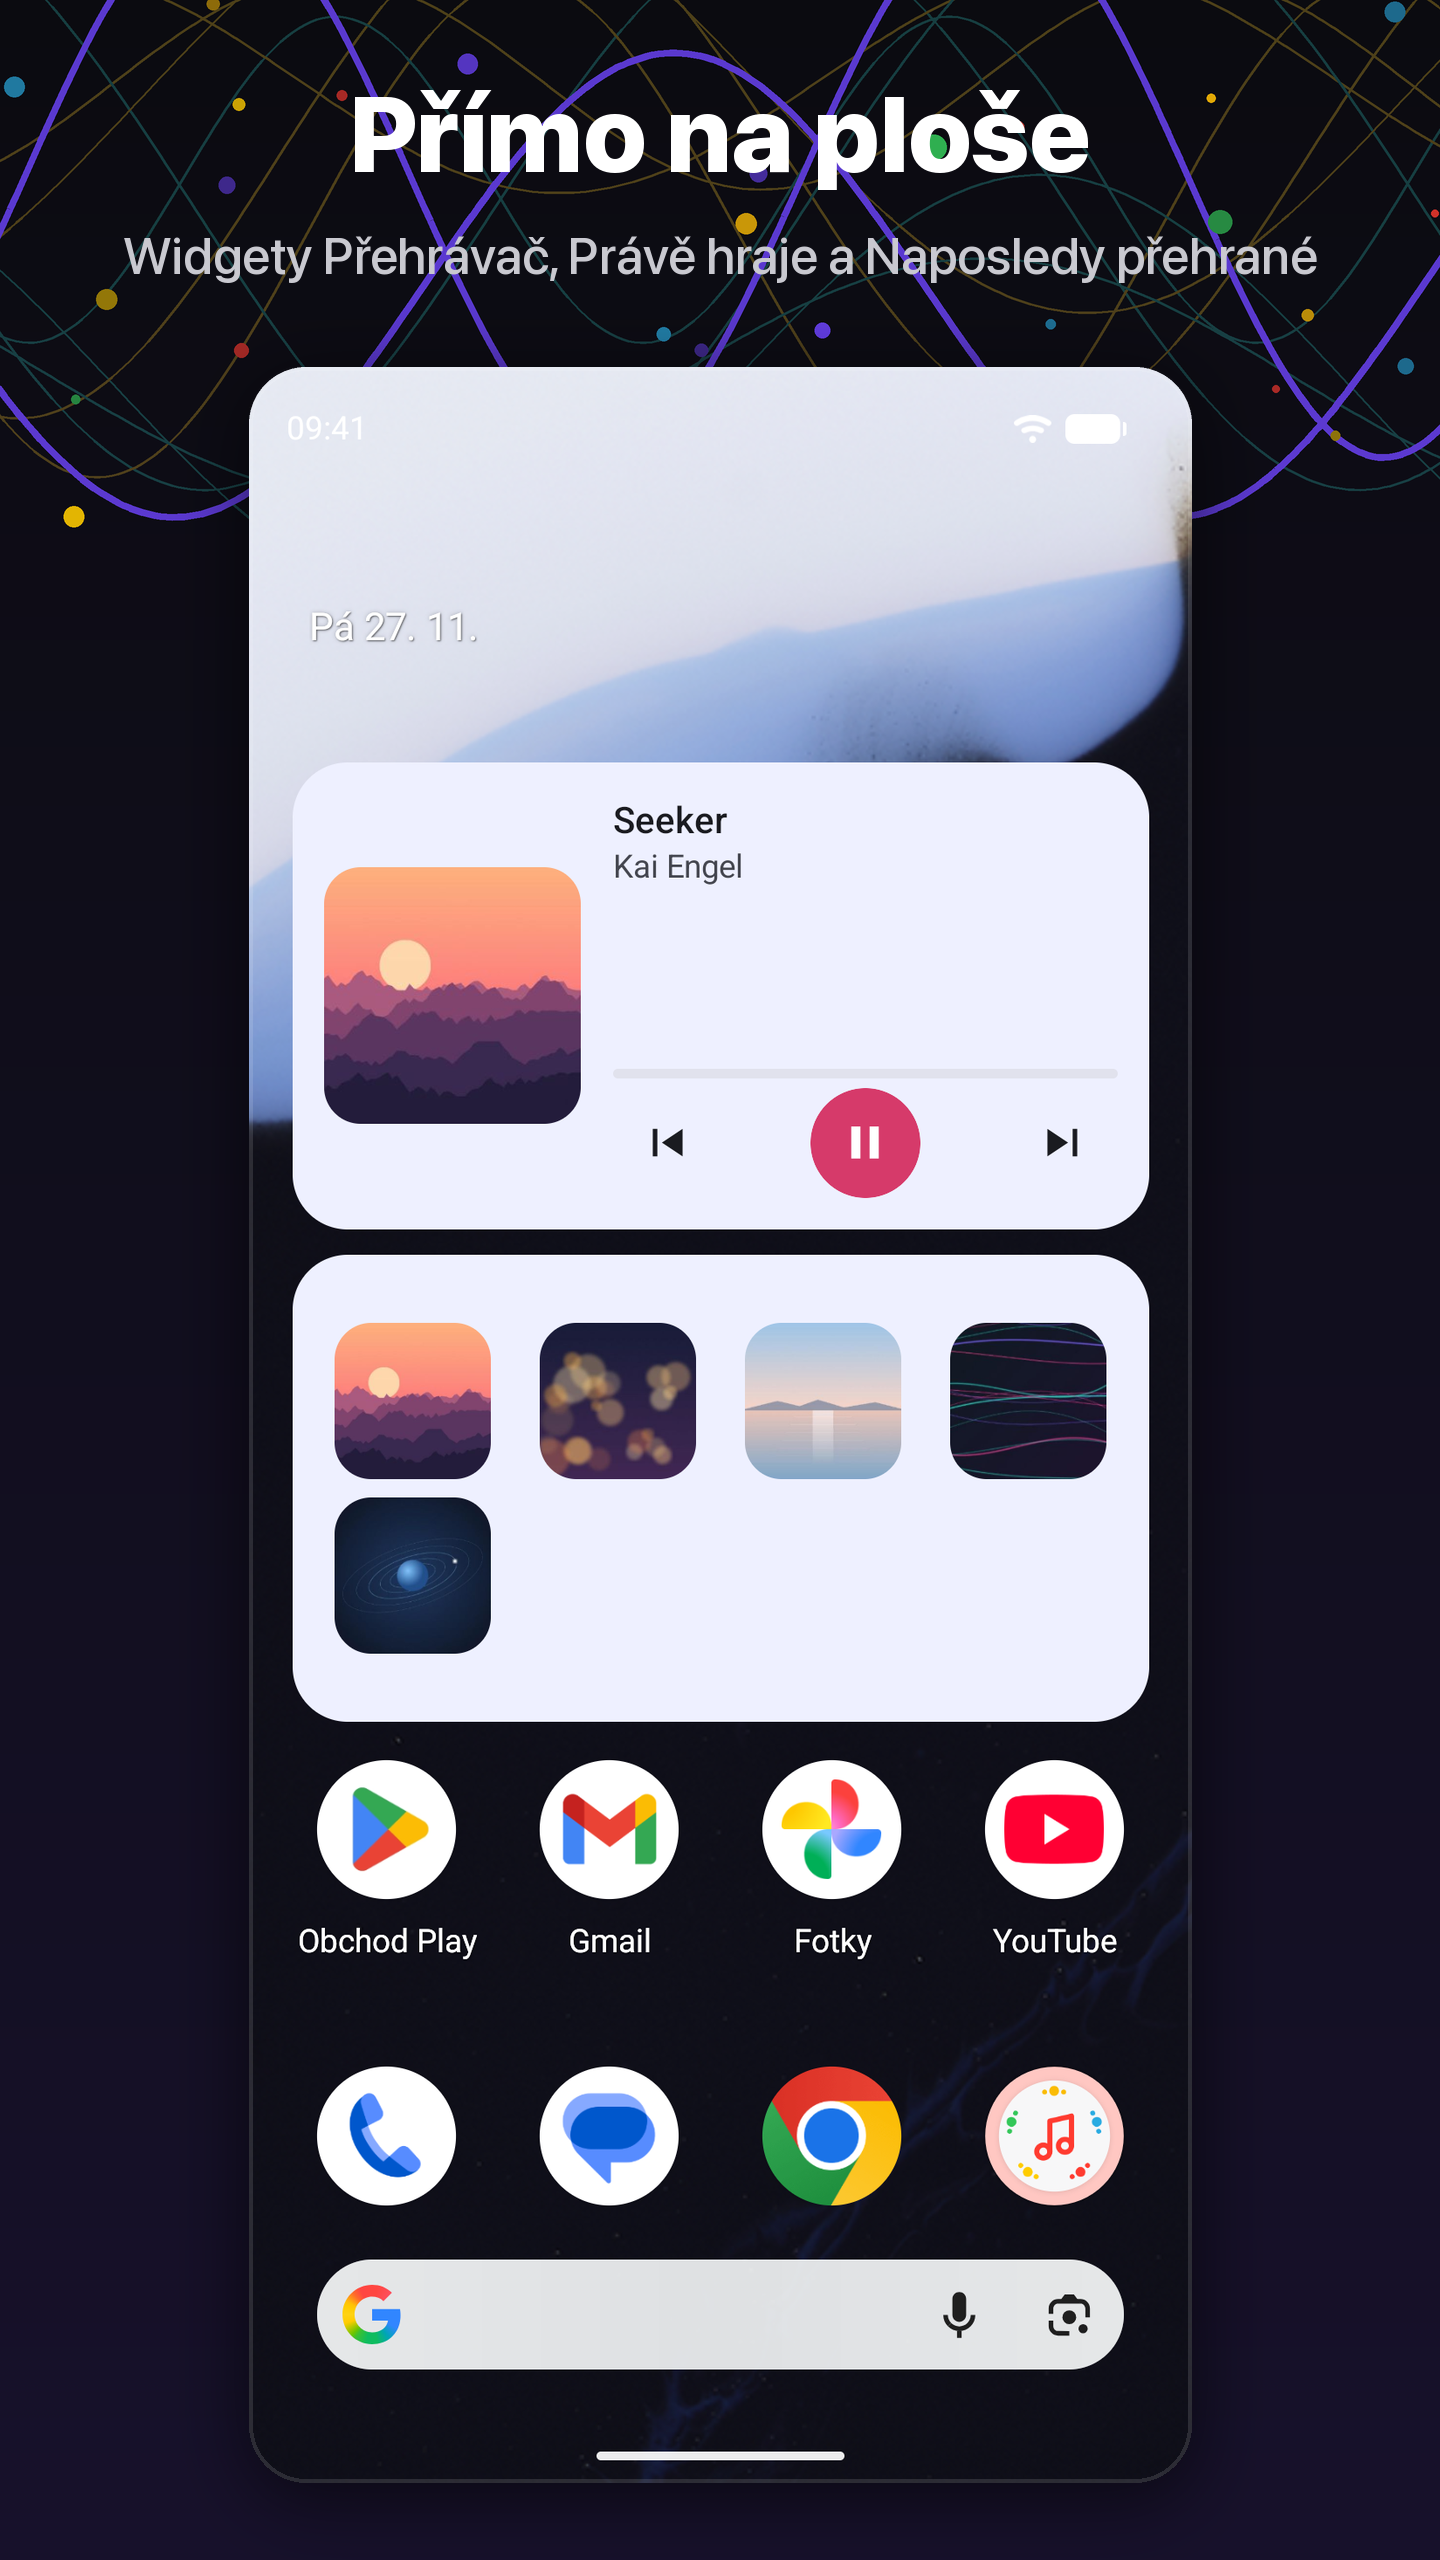 Přímo na ploše
Widgety Přehrávač, Právě hraje a Naposledy přehrané
09:41
Pá 27. 11.
Seeker
Kai Engel
Obchod Play
Gmail
Fotky
YouTube